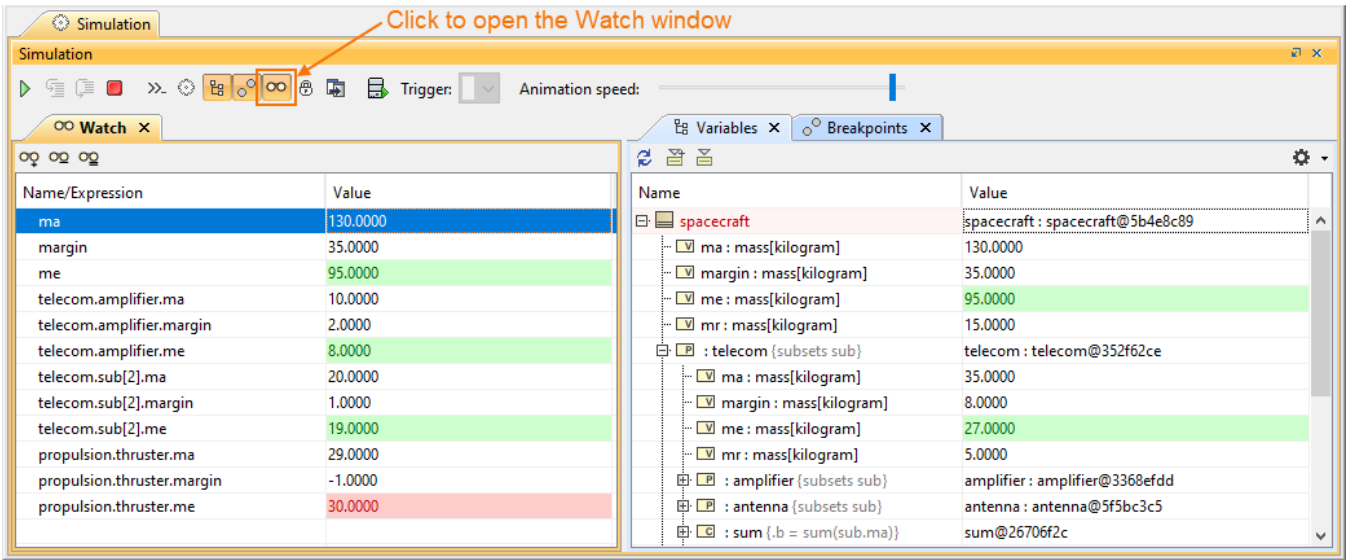 Simulation
Click to open the Watch window
Simulation
Trigger:
Animation speed:
Watch
Variables
Breakpoints
Name/Expression Value
Name Value
ma 130.0000
spacecraft spacecraft : spacecraft@5b4e8c89
margin 35.0000
V ma : mass[kilogram] 130.0000
me 95.0000
V margin : mass[kilogram] 35.0000
telecom.amplifier.ma 10.0000
V me : mass[kilogram] 95.0000
telecom.amplifier.margin 2.0000
V mr : mass[kilogram] 15.0000
telecom.amplifier.me 8.0000
P : telecom {subsets sub} telecom : telecom@352f62ce
telecom.sub[2].ma 20.0000
V ma : mass[kilogram] 35.0000
telecom.sub[2].margin 1.0000
V margin : mass[kilogram] 8.0000
telecom.sub[2].me 19.0000
V me : mass[kilogram] 27.0000
propulsion.thruster.ma 29.0000
V mr : mass[kilogram] 5.0000
propulsion.thruster.margin -1.0000
P : amplifier {subsets sub} amplifier : amplifier@3368efdd
propulsion.thruster.me 30.0000
P : antenna {subsets sub} antenna : antenna@5f5bc3c5
C : sum {.b = sum(sub.ma)} sum@26706f2c